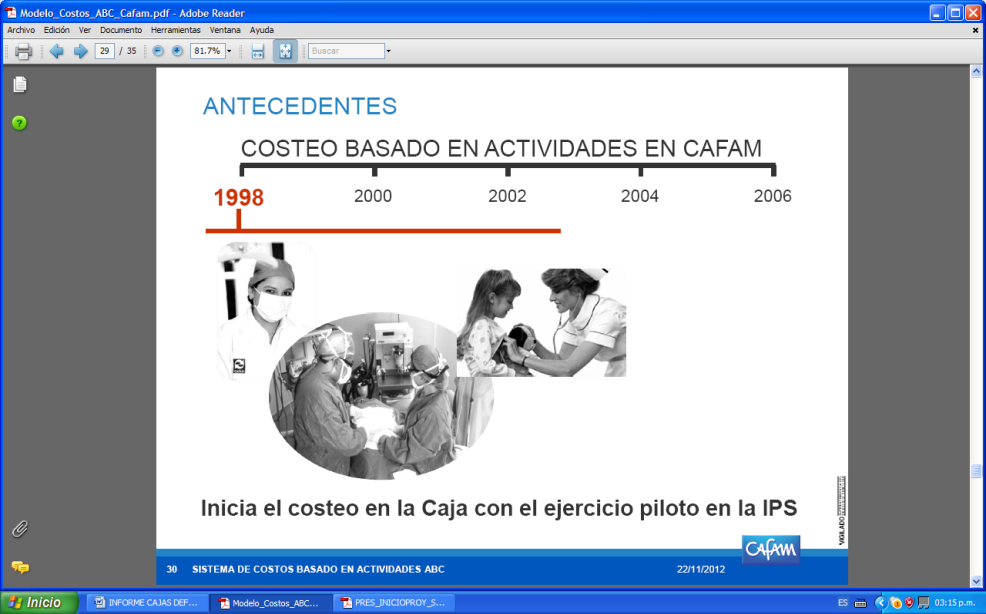 Modelo_Costos_ABC_Cafam.pdf - Adobe Reader
Archivo Edición Ver Documento Herramientas Ventana Ayuda
29 / 35 81.7% Buscar
ANTECEDENTES
COSTEO BASADO EN ACTIVIDADES EN CAFAM
1998 2000 2002 2004 2006
Inicia el costeo en la Caja con el ejercicio piloto en la IPS
VIGILADO
Cafam
30 SISTEMA DE COSTOS BASADO EN ACTIVIDADES ABC 22/11/2012
Inicio INFORME CAJAS DEF... Modelo_Costos_ABC... PRES_INICIOPROY_S... ES 03:15 p.m.